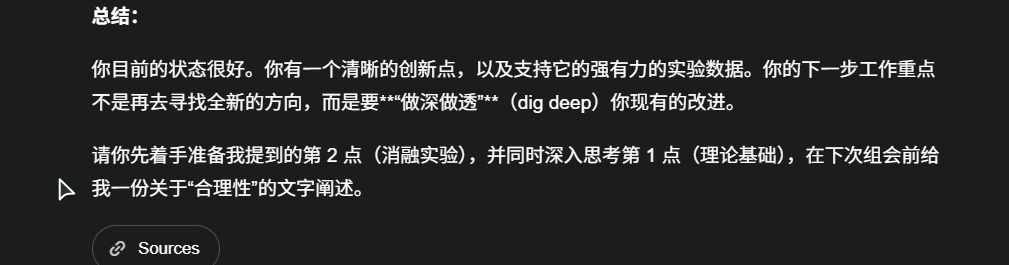 总结：
你目前的状态很好。你有一个清晰的创新点，以及支持它的强有力的实验数据。你的下一步工作重点
不是再去寻找全新的方向，而是要**“做深做透”**（dig deep）你现有的改进。
请你先着手准备我提到的第 2 点（消融实验），并同时深入思考第 1 点（理论基础），在下次组会前给
我一份关于“合理性”的文字阐述。
Sources